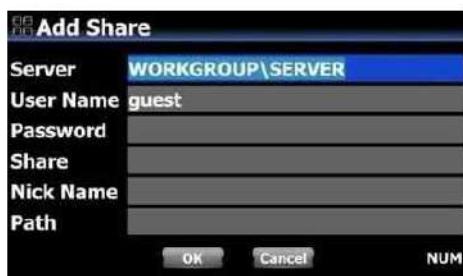 Add Share
Server WORKGROUP\SERVER
User Name guest
Password
Share
Nick Name
Path
OK Cancel NUM